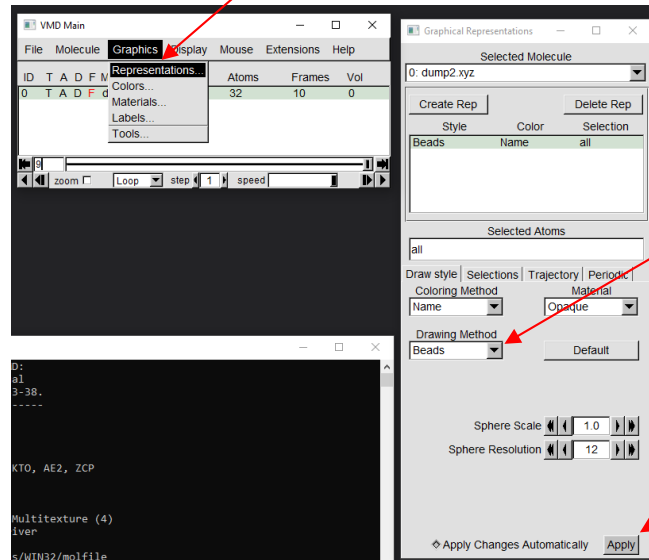 VMD Main
File Molecule Graphics Display Mouse Extensions Help
ID T A D F M Atoms Frames Vol
0 T A D F d 32 10 0
Representations...
Colors...
Materials...
Labels...
Tools...
9
zoom Loop step 1 speed
D:
al
3-38.
-----
KTO, AE2, ZCP
Multitexture (4)
iver
s/WIN32/molfile
Graphical Representations
Selected Molecule
0: dump2.xyz
Create Rep Delete Rep
Style Color Selection
Beads Name all
Selected Atoms
all
Draw style Selections Trajectory Periodic
Coloring Method Material
Name Opaque
Drawing Method
Beads Default
Sphere Scale 1.0
Sphere Resolution 12
Apply Changes Automatically Apply